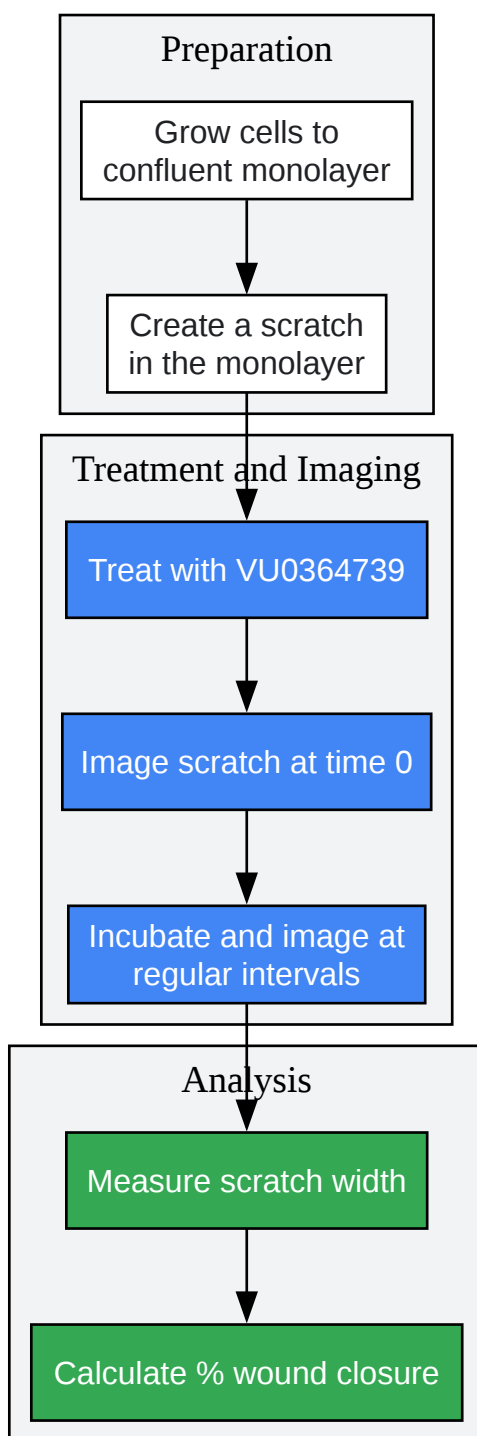 Preparation
Grow cells to
confluent monolayer
Create a scratch
in the monolayer
Treatment and Imaging
Treat with VU0364739
Image scratch at time 0
Incubate and image at
regular intervals
Analysis
Measure scratch width
Calculate % wound closure